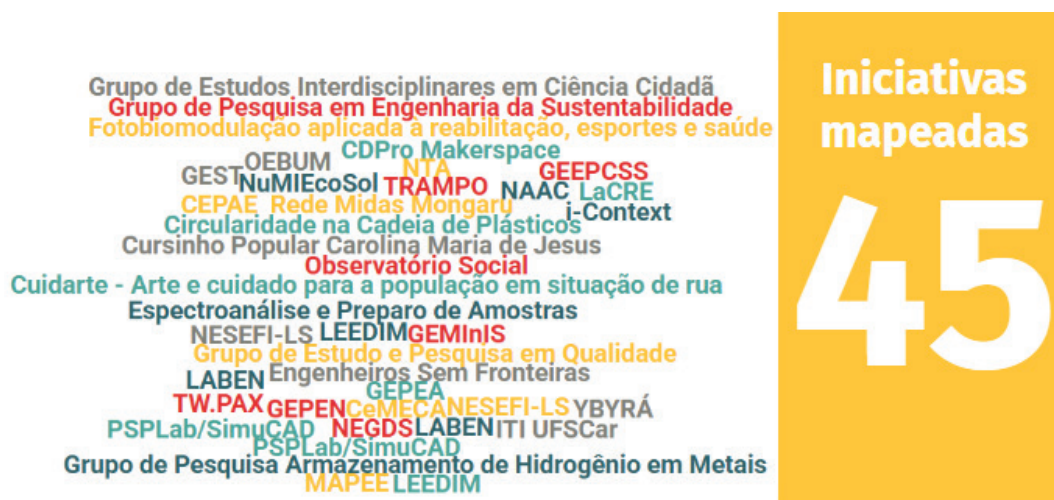 Grupo de Estudos Interdisciplinares em Ciência Cidadã
Grupo de Pesquisa em Engenharia da Sustentabilidade
Fotobiomodulação aplicada à reabilitação, esportes e saúde
CDPro Makerspace
OEBUM NTA GEEPCSS
GEST NuMIEcoSol TRAMPO NAAC LaCRE
CEPAE Rede Midas Mongaru i-Context
Circularidade na Cadeia de Plásticos
Cursinho Popular Carolina Maria de Jesus
Observatório Social
Cuidarte - Arte e cuidado para a população em situação de rua
Espectroanálise e Preparo de Amostras
NESEFI-LS LEEDIM GEMInIS
Grupo de Estudo e Pesquisa em Qualidade
LABEN Engenheiros Sem Fronteiras
GEPEA
TW.PAX GEPEN CeMECA NESEFI-LS YBYRÁ
PSPLab/SimuCAD NEGDS LABEN ITI UFSCar
PSPLab/SimuCAD
Grupo de Pesquisa Armazenamento de Hidrogênio em Metais
MAPEE LEEDIM
Iniciativas
mapeadas
45